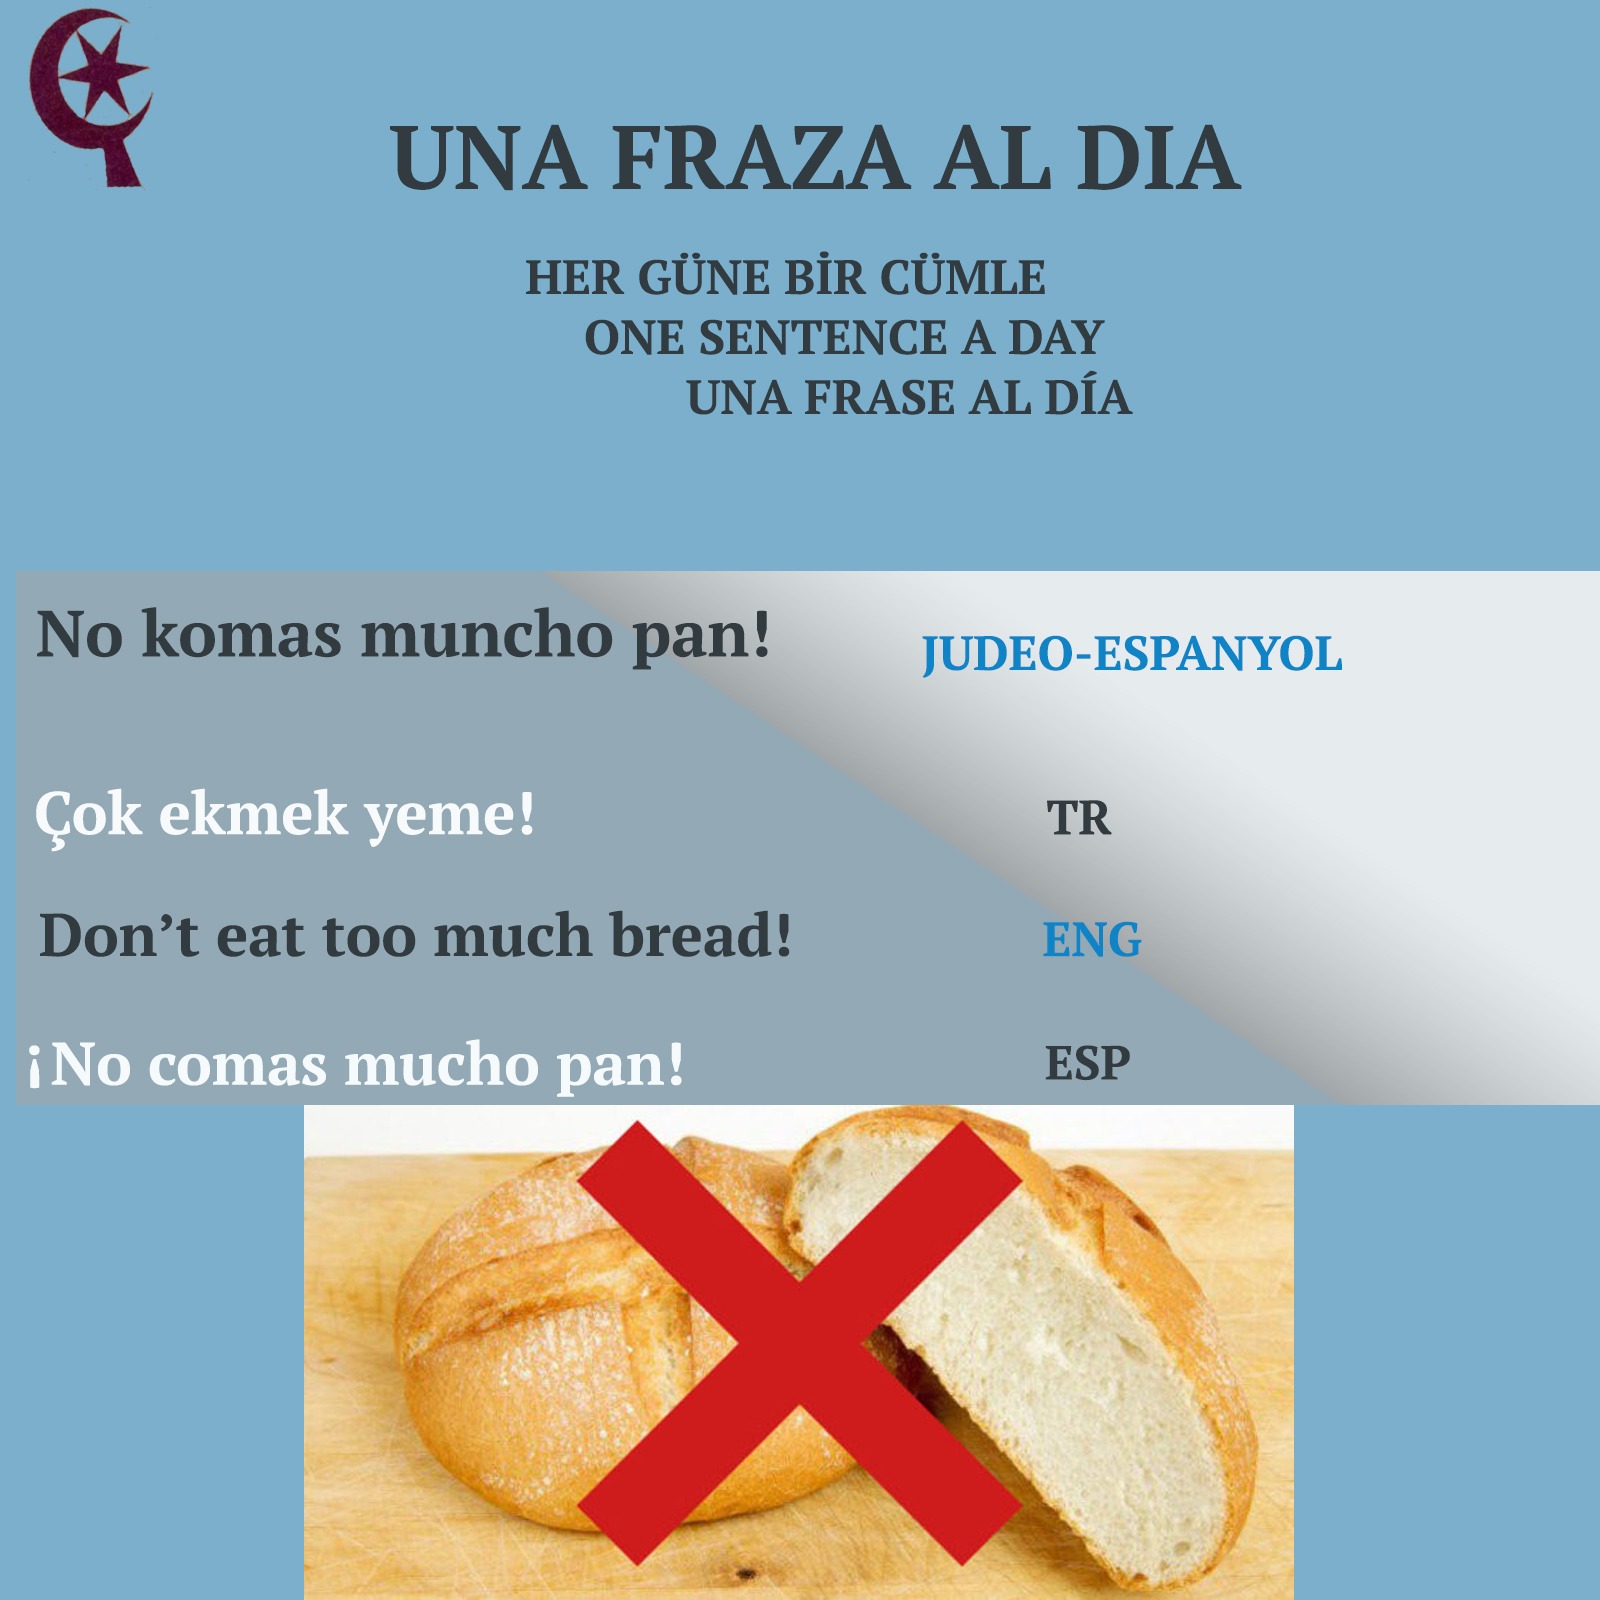 UNA FRAZA AL DIA
HER GÜNE BİR CÜMLE
ONE SENTENCE A DAY
UNA FRASE AL DÍA
No komas muncho pan!
JUDEO-ESPANYOL
Çok ekmek yeme!
TR
Don’t eat too much bread!
ENG
¡No comas mucho pan!
ESP